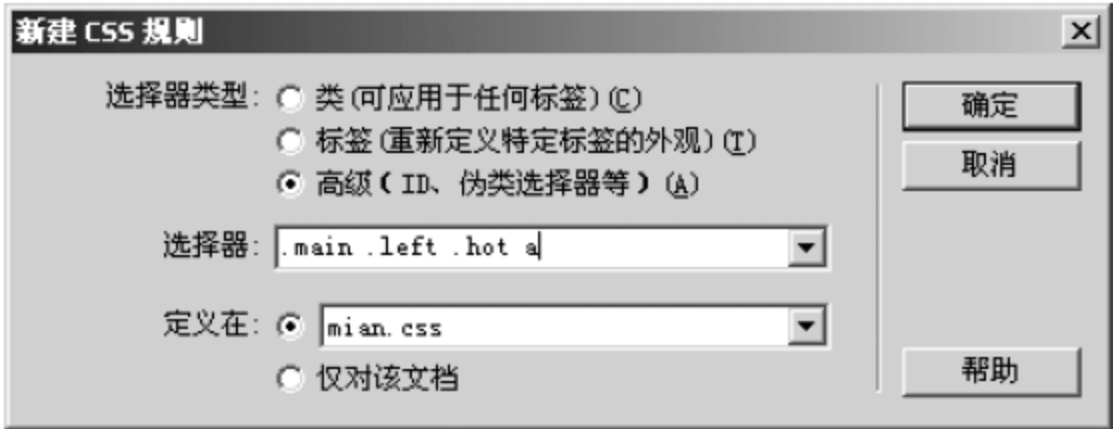 新建 CSS 规则
选择器类型: 类(可应用于任何标签)(C)
标签(重新定义特定标签的外观)(T)
高级(ID、伪类选择器等)(A)
选择器: .main .left .hot a
定义在: mian.css
仅对该文档
确定
取消
帮助